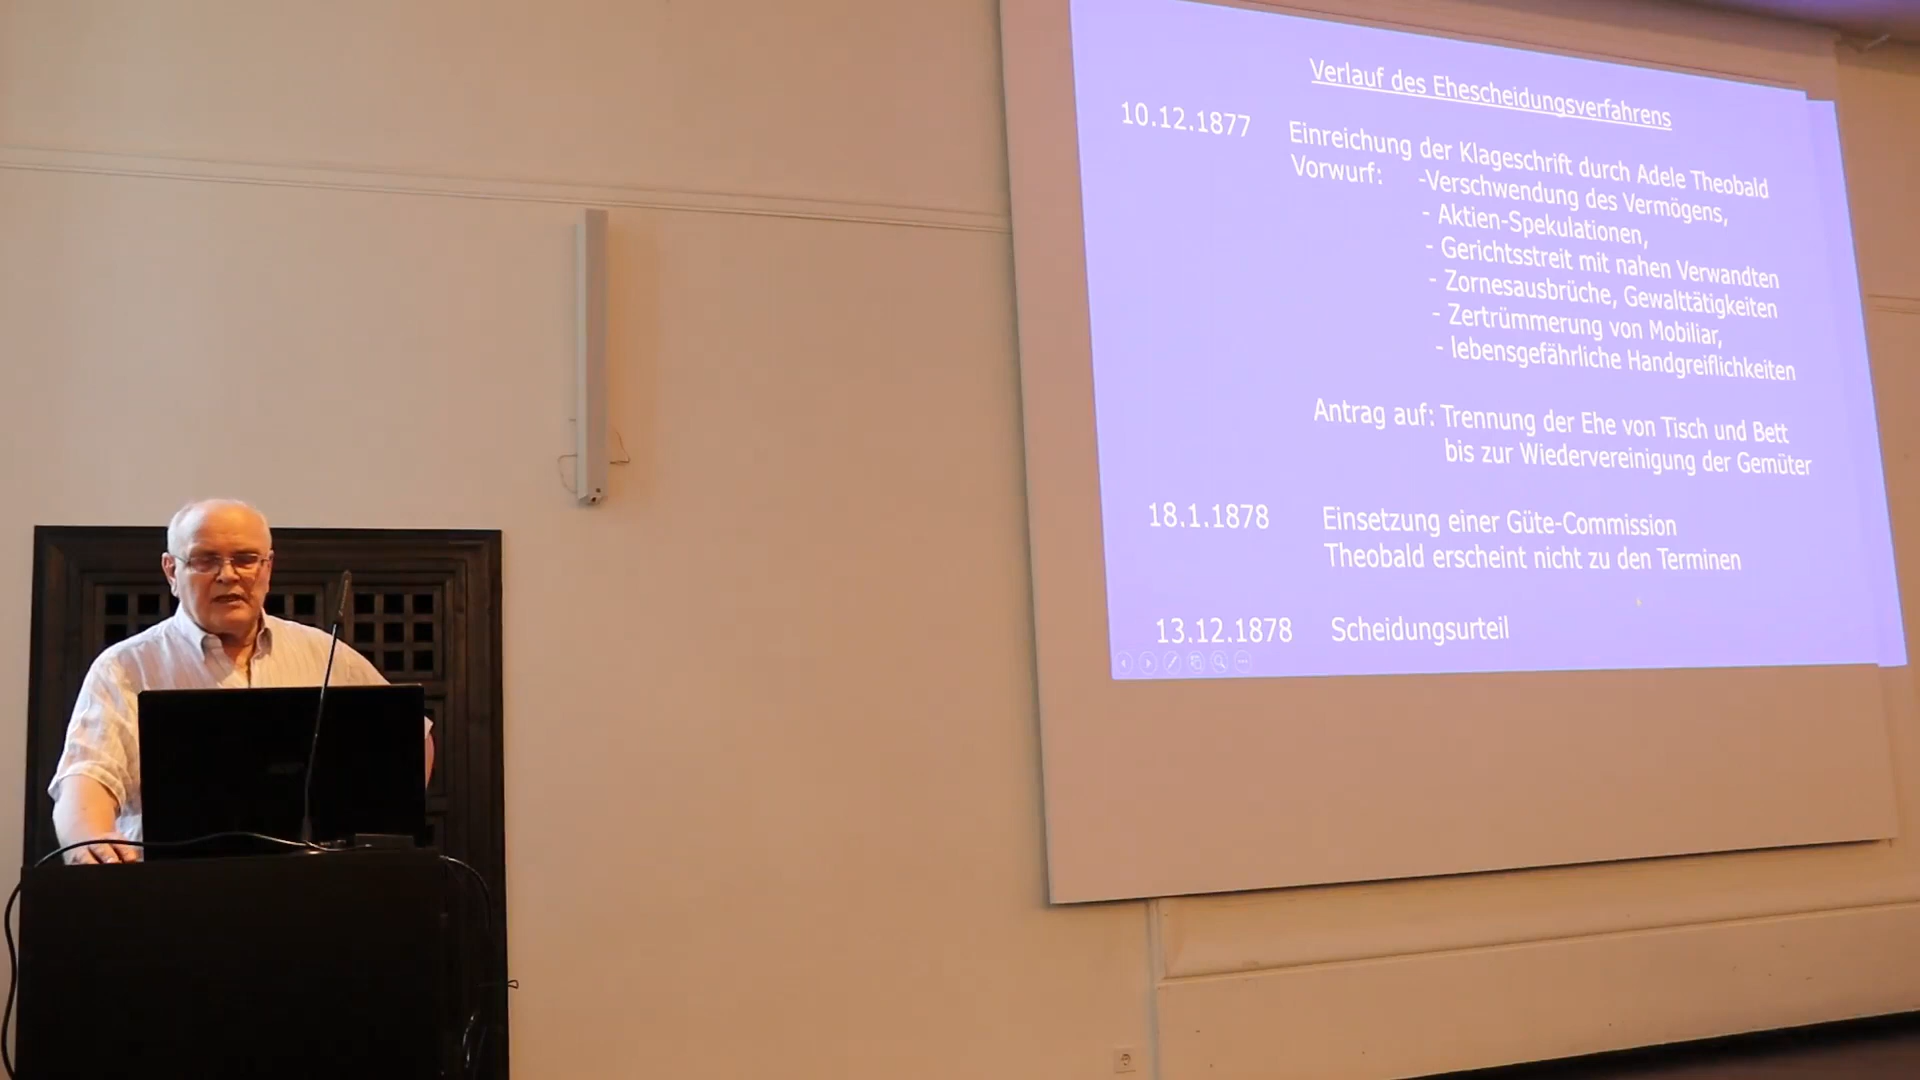 Verlauf des Ehescheidungsverfahrens
10.12.1877 Einreichung der Klageschrift durch Adele Theobald
Vorwurf: -Verschwendung des Vermögens,
- Aktien-Spekulationen,
- Gerichtsstreit mit nahen Verwandten
- Zornesausbrüche, Gewalttätigkeiten
- Zertrümmerung von Mobiliar,
- lebensgefährliche Handgreiflichkeiten
Antrag auf: Trennung der Ehe von Tisch und Bett
bis zur Wiedervereinigung der Gemüter
18.1.1878 Einsetzung einer Güte-Commission
Theobald erscheint nicht zu den Terminen
13.12.1878 Scheidungsurteil